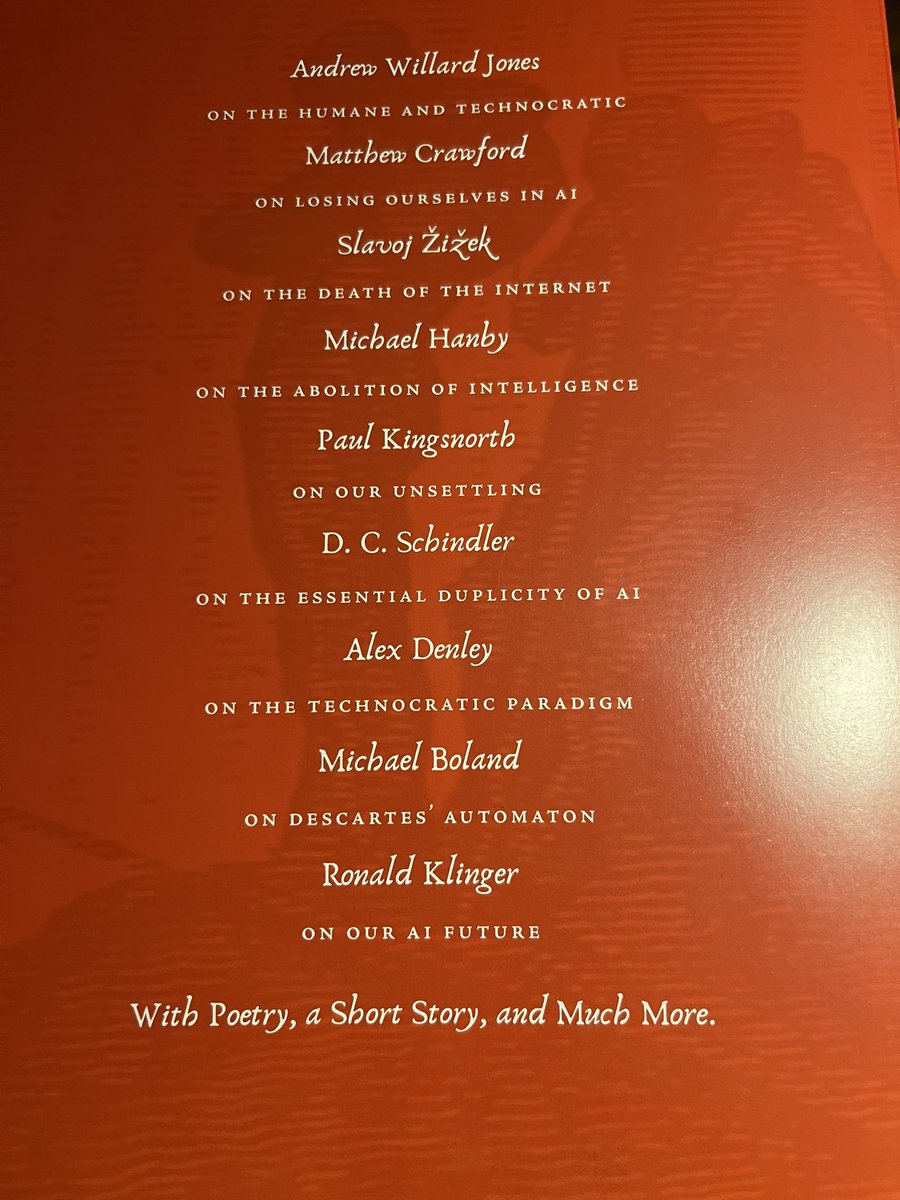 Andrew Willard Jones
ON THE HUMANE AND TECHNOCRATIC
Matthew Crawford
ON LOSING OURSELVES IN AI
Slavoj Žižek
ON THE DEATH OF THE INTERNET
Michael Hanby
ON THE ABOLITION OF INTELLIGENCE
Paul Kingsnorth
ON OUR UNSETTLING
D. C. Schindler
ON THE ESSENTIAL DUPLICITY OF AI
Alex Denley
ON THE TECHNOCRATIC PARADIGM
Michael Boland
ON DESCARTES' AUTOMATON
Ronald Klinger
ON OUR AI FUTURE
With Poetry, a Short Story, and Much More.